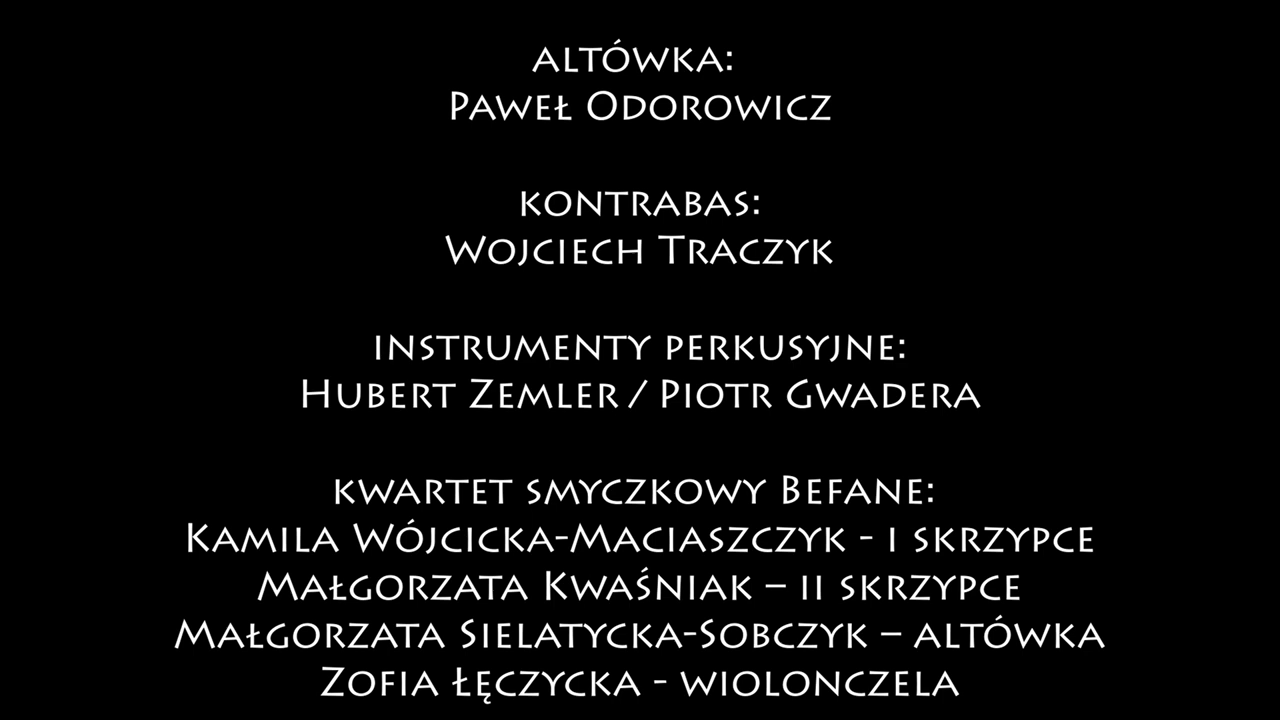 altówka:
Paweł Odorowicz
kontrabas:
Wojciech Traczyk
instrumenty perkusyjne:
Hubert Zemler / Piotr Gwadera
kwartet smyczkowy Befane:
Kamila Wójcicka-Maciaszczyk - I skrzypce
Małgorzata Kwaśniak – II skrzypce
Małgorzata Sielatycka-Sobczyk – altówka
Zofia Łęczycka - wiolonczela